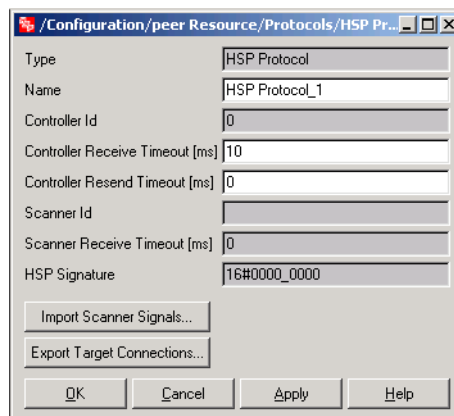 /Configuration/peer Resource/Protocols/HSP Pr...
Type HSP Protocol
Name HSP Protocol_1
Controller Id 0
Controller Receive Timeout [ms] 10
Controller Resend Timeout [ms] 0
Scanner Id
Scanner Receive Timeout [ms] 0
HSP Signature 16#0000_0000
Import Scanner Signals...
Export Target Connections...
OK Cancel Apply Help